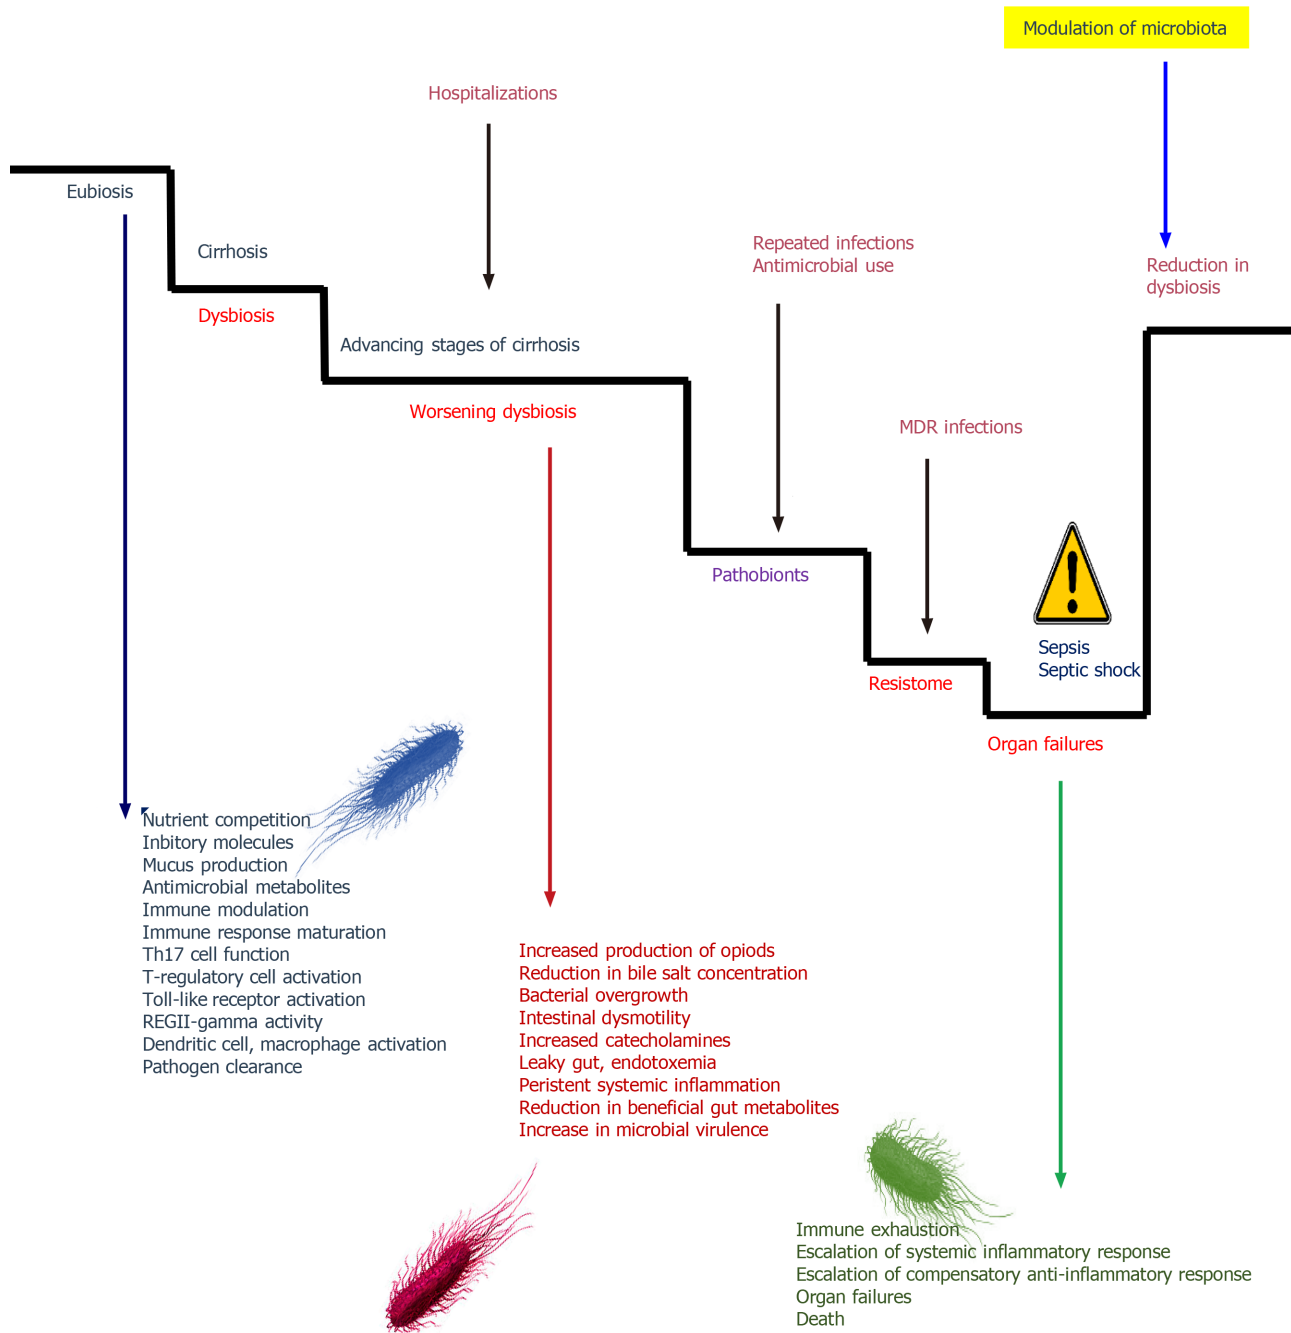 Modulation of microbiota
Hospitalizations
Eubiosis
Cirrhosis
Repeated infections
Antimicrobial use
Reduction in
dysbiosis
Dysbiosis
Advancing stages of cirrhosis
Worsening dysbiosis
MDR infections
Pathobionts
Sepsis
Septic shock
Resistome
Organ failures
Nutrient competition
Inbitory molecules
Mucus production
Antimicrobial metabolites
Immune modulation
Immune response maturation
Th17 cell function
T-regulatory cell activation
Toll-like receptor activation
REGII-gamma activity
Dendritic cell, macrophage activation
Pathogen clearance
Increased production of opiods
Reduction in bile salt concentration
Bacterial overgrowth
Intestinal dysmotility
Increased catecholamines
Leaky gut, endotoxemia
Peristent systemic inflammation
Reduction in beneficial gut metabolites
Increase in microbial virulence
Immune exhaustion
Escalation of systemic inflammatory response
Escalation of compensatory anti-inflammatory response
Organ failures
Death